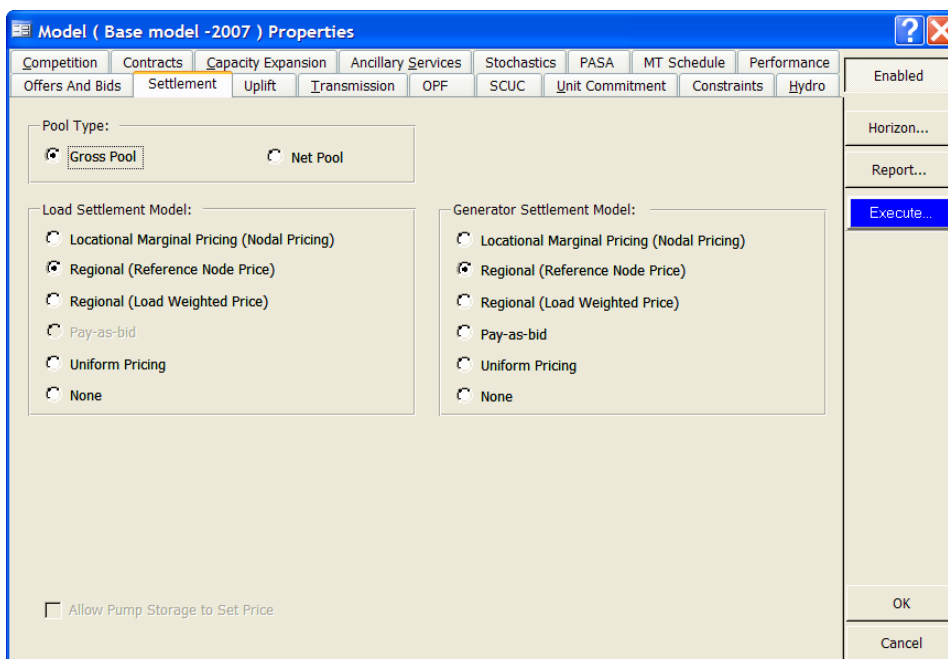 Model ( Base model -2007 ) Properties
?
Competition Contracts Capacity Expansion Ancillary Services Stochastics PASA MT Schedule Performance
Offers And Bids Settlement Uplift Transmission OPF SCUC Unit Commitment Constraints Hydro
Enabled
Horizon...
Report...
Execute...
Pool Type:
Gross Pool Net Pool
Load Settlement Model:
Locational Marginal Pricing (Nodal Pricing)
Regional (Reference Node Price)
Regional (Load Weighted Price)
Pay-as-bid
Uniform Pricing
None
Generator Settlement Model:
Locational Marginal Pricing (Nodal Pricing)
Regional (Reference Node Price)
Regional (Load Weighted Price)
Pay-as-bid
Uniform Pricing
None
Allow Pump Storage to Set Price
OK
Cancel